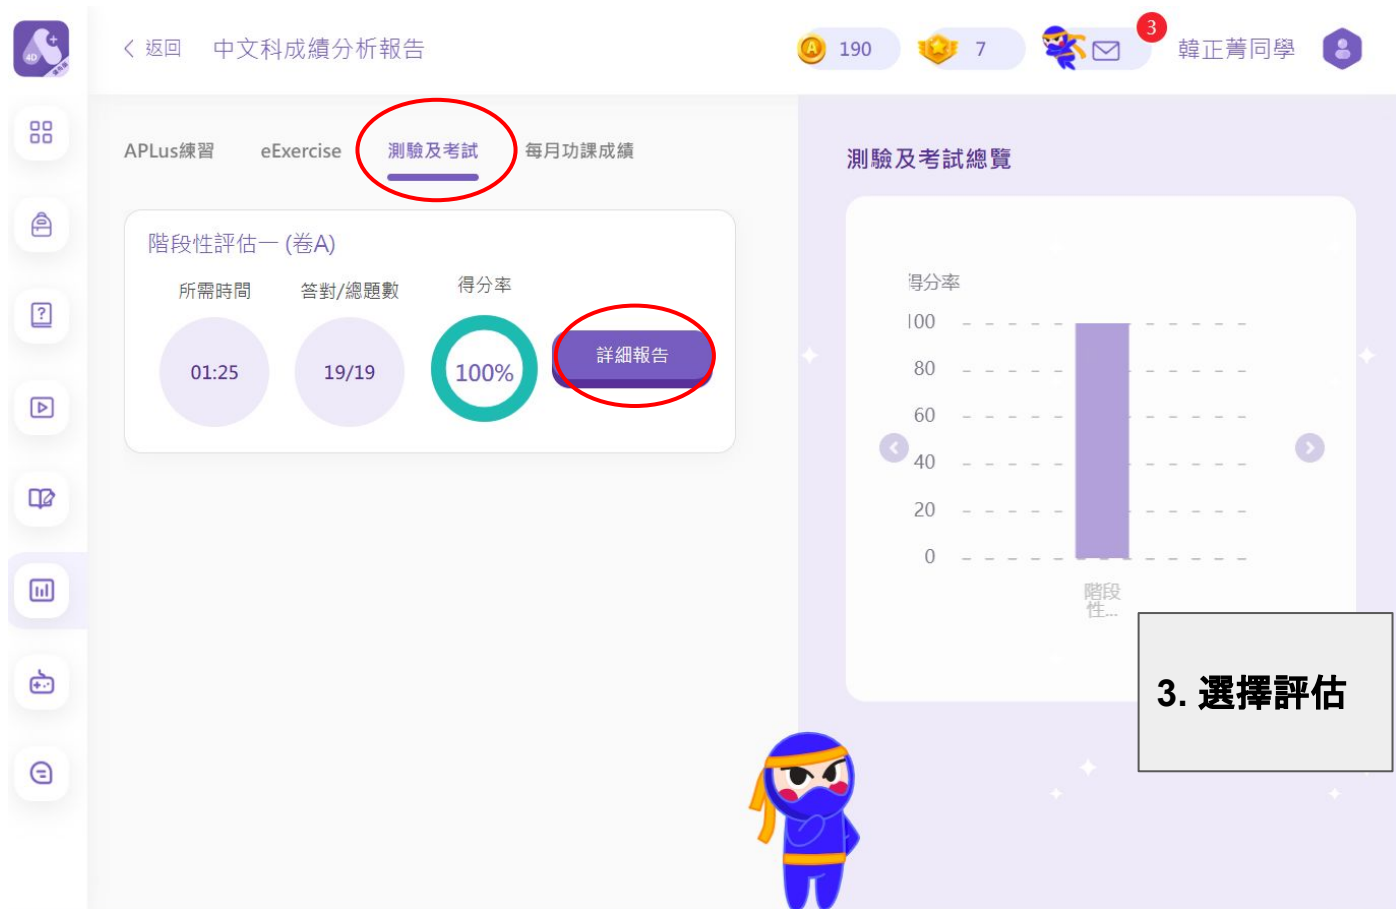 4D
返回
中文科成績分析報告
A
190
7
3
韓正菁同學
APLus練習
eExercise
測驗及考試
每月功課成績
階段性評估一 (卷A)
所需時間
答對/總題數
得分率
01:25
19/19
100%
詳細報告
測驗及考試總覽
得分率
100
80
60
40
20
0
階段
性...
3. 選擇評估